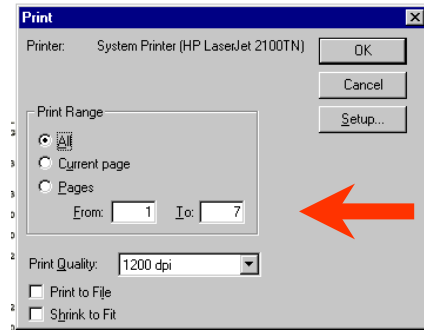 Print
Printer: System Printer (HP LaserJet 2100TN)
OK
Cancel
Setup...
Print Range
All
Current page
Pages
From: 1 To: 7
Print Quality: 1200 dpi
Print to File
Shrink to Fit